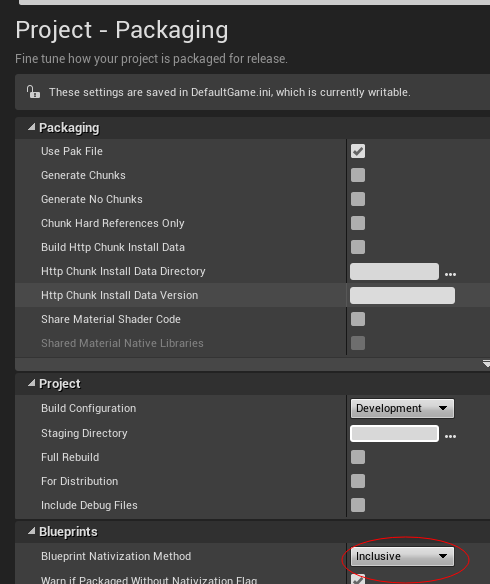 Project - Packaging
Fine tune how your project is packaged for release.
These settings are saved in DefaultGame.ini, which is currently writable.
Packaging
Use Pak File
Generate Chunks
Generate No Chunks
Chunk Hard References Only
Build Http Chunk Install Data
Http Chunk Install Data Directory ...
Http Chunk Install Data Version
Share Material Shader Code
Shared Material Native Libraries
Project
Build Configuration Development
Staging Directory ...
Full Rebuild
For Distribution
Include Debug Files
Blueprints
Blueprint Nativization Method Inclusive
Warn if Packaged Without Nativization Flag